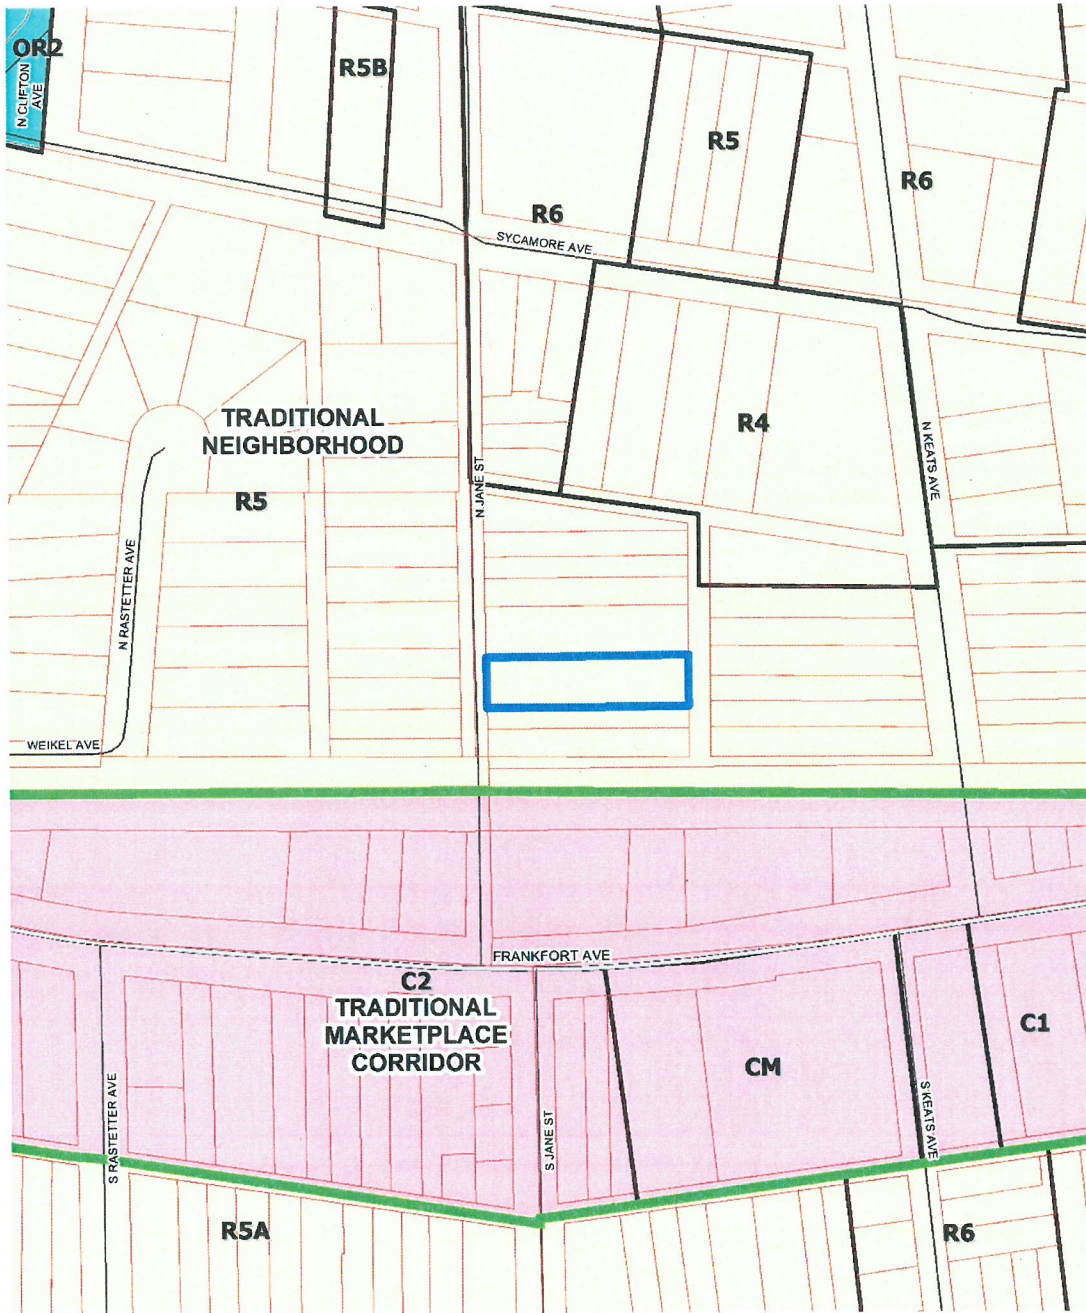 OR2
N CLIFTON
AVE
R5B
R5
R6
R6
SYCAMORE AVE
TRADITIONAL
NEIGHBORHOOD
R4
N KEATS AVE
N JANE ST
R5
N RASTETTER AVE
WEIKEL AVE
FRANKFORT AVE
C2
TRADITIONAL
MARKETPLACE
CORRIDOR
C1
CM
S RASTETTER AVE
S JANE ST
S KEATS AVE
R5A
R6